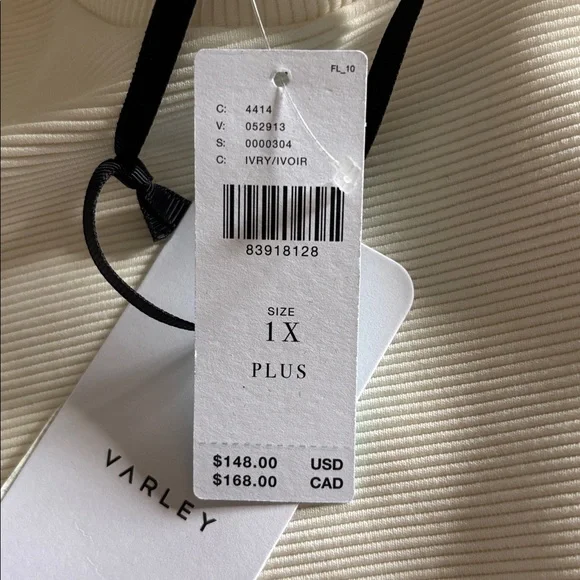 FL_10
C: 4414
V: 052913
S: 0000304
C: IVRY/IVOIR
83918128
SIZE
1X
PLUS
$148.00 USD
$168.00 CAD
VARLEY